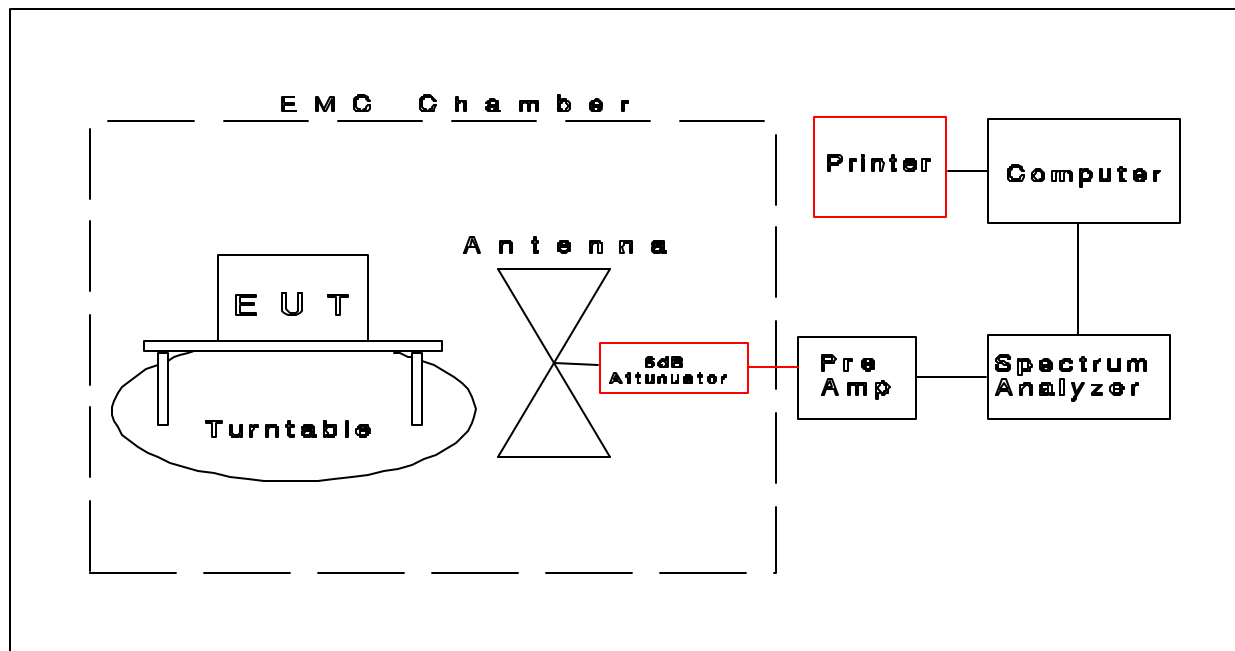 EMC Chamber
Printer
Computer
Antenna
EUT
6dB
Attunuator
Pre
Amp
Spectrum
Analyzer
Turntable